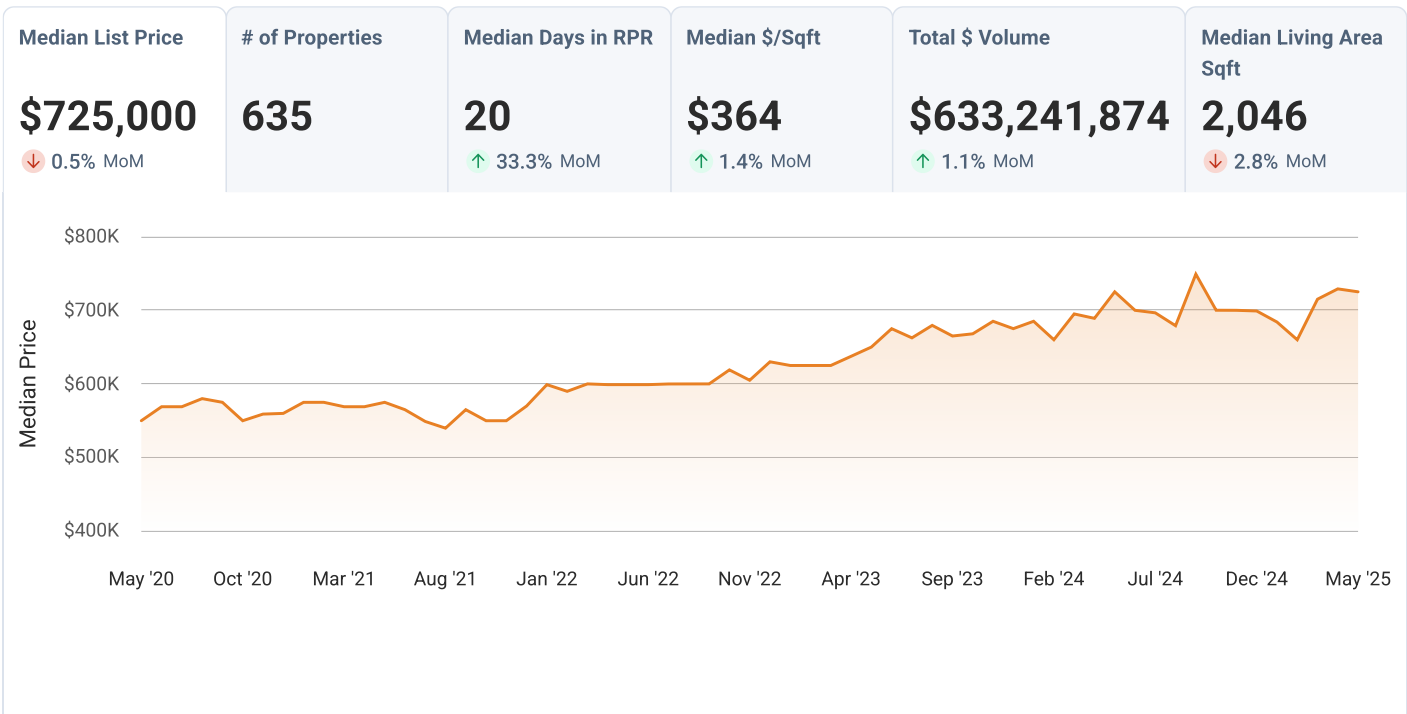 Median List Price
$725,000
0.5% MoM
# of Properties
635
Median Days in RPR
20
33.3% MoM
Median $/Sqft
$364
1.4% MoM
Total $ Volume
$633,241,874
1.1% MoM
Median Living Area
Sqft
2,046
2.8% MoM
Median Price
$800K
$700K
$600K
$500K
$400K
May '20 Oct '20 Mar '21 Aug '21 Jan '22 Jun '22 Nov '22 Apr '23 Sep '23 Feb '24 Jul '24 Dec '24 May '25